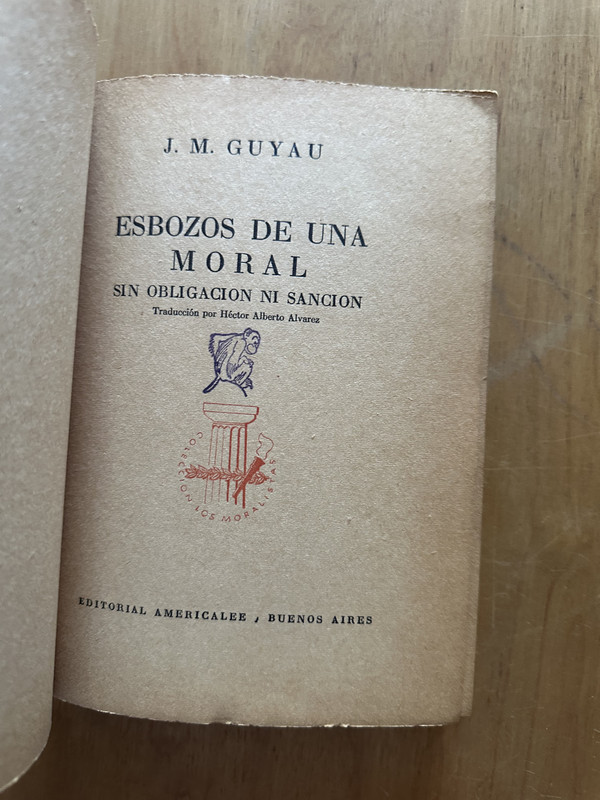 J. M. GUYAU
ESBOZOS DE UNA
MORAL
SIN OBLIGACION NI SANCION
Traducción por Héctor Alberto Alvarez
COLECCION LOS MORALISTAS
EDITORIAL AMERICALEE , BUENOS AIRES